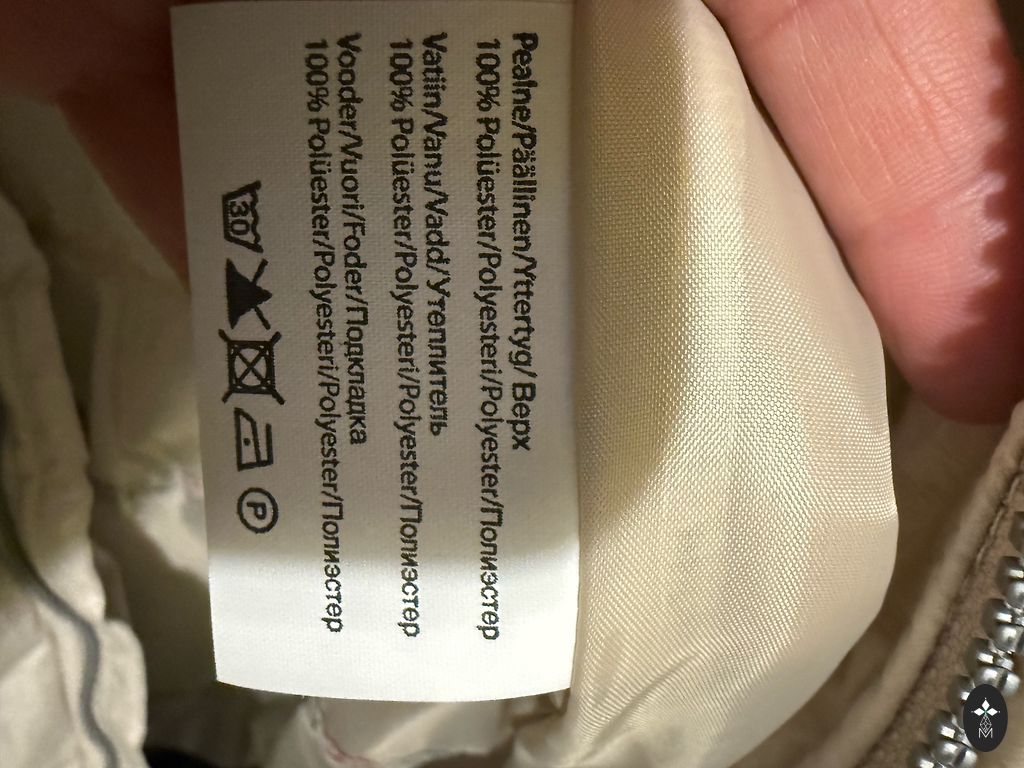 Pealne/Päällinen/Yttertyg/ Верх
100% Polüester/Polyesteri/Polyester/Полиэстер
Vatiin/Vanu/Vadd/Утеплитель
100% Polüester/Polyesteri/Polyester/Полиэстер
Vooder/Vuori/Foder/Подкладка
100% Polüester/Polyesteri/Polyester/Полиэстер
30
P
M